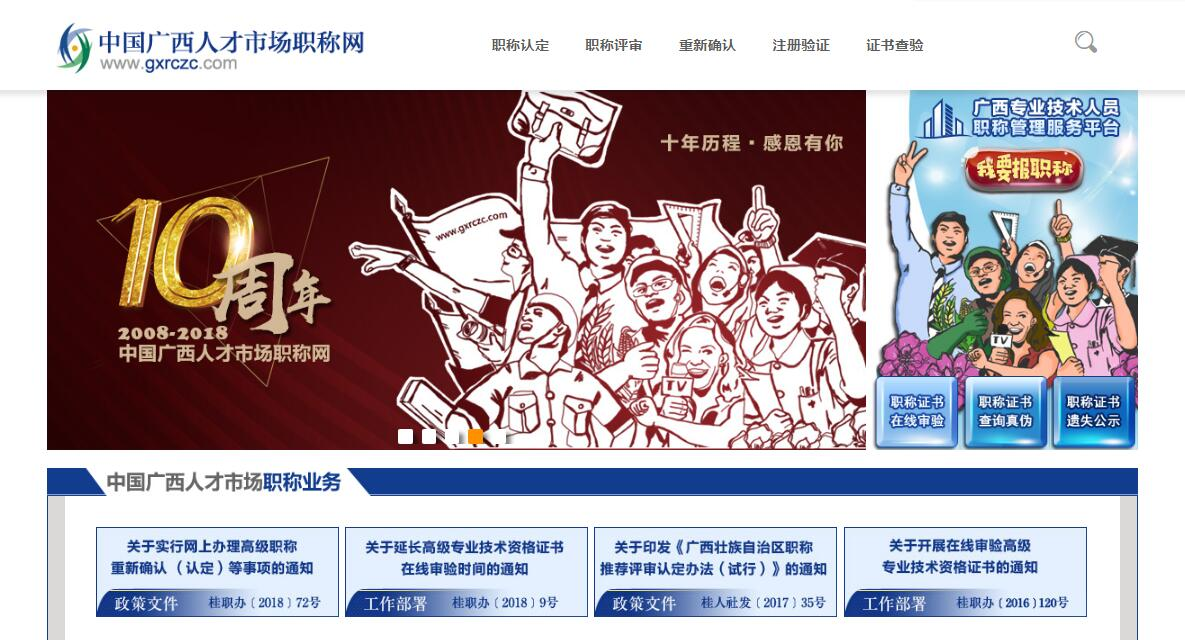 中国广西人才市场职称网
www.gxrczc.com
职称认定
职称评审
重新确认
注册验证
证书查验
十年历程·感恩有你
www.gxrczc.com
10周年
2008-2018
中国广西人才市场职称网
TV
广西专业技术人员
职称管理服务平台
我要报职称
TV
职称证书
在线审验
职称证书
查询真伪
职称证书
遗失公示
中国广西人才市场职称业务
关于实行网上办理高级职称
重新确认（认定）等事项的通知
政策文件 桂职办〔2018〕72号
关于延长高级专业技术资格证书
在线审验时间的通知
工作部署 桂职办〔2018〕9号
关于印发《广西壮族自治区职称
推荐评审认定办法（试行）》的通知
政策文件 桂人社发〔2017〕35号
关于开展在线审验高级
专业技术资格证书的通知
工作部署 桂职办〔2016〕120号